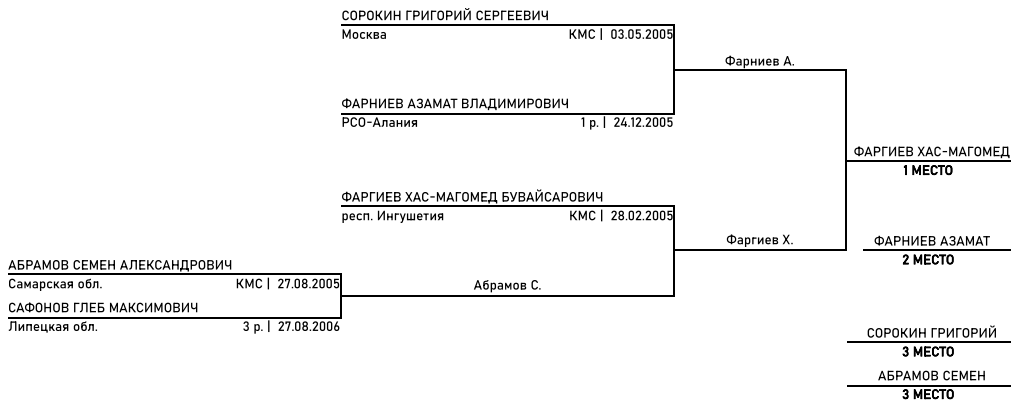 СОРОКИН ГРИГОРИЙ СЕРГЕЕВИЧ
Москва КМС | 03.05.2005
Фарниев А.
ФАРНИЕВ АЗАМАТ ВЛАДИМИРОВИЧ
РСО-Алания 1 р. | 24.12.2005
ФАРГИЕВ ХАС-МАГОМЕД
1 МЕСТО
ФАРГИЕВ ХАС-МАГОМЕД БУВАЙСАРОВИЧ
респ. Ингушетия КМС | 28.02.2005
Фаргиев Х.
ФАРНИЕВ АЗАМАТ
2 МЕСТО
АБРАМОВ СЕМЕН АЛЕКСАНДРОВИЧ
Самарская обл. КМС | 27.08.2005
Абрамов С.
САФОНОВ ГЛЕБ МАКСИМОВИЧ
Липецкая обл. 3 р. | 27.08.2006
СОРОКИН ГРИГОРИЙ
3 МЕСТО
АБРАМОВ СЕМЕН
3 МЕСТО